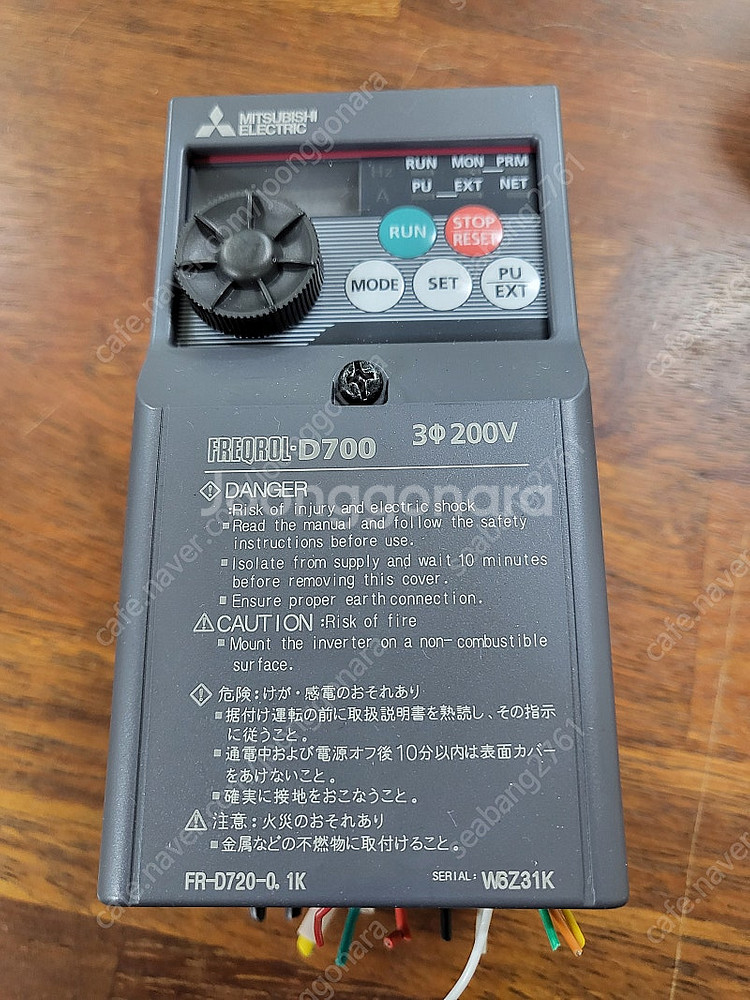 MITSUBISHI
ELECTRIC
Hz
A
RUN MON PRM
PU EXT NET
RUN
STOP
RESET
MODE
SET
PU
EXT
FREQROL-D700 3Φ200V
DANGER
:Risk of injury and electric shock
Read the manual and follow the safety
instructions before use.
Isolate from supply and wait 10 minutes
before removing this cover.
Ensure proper earth connection.
CAUTION :Risk of fire
Mount the inverter on a non-combustible
surface.
危険:けが・感電のおそれあり
据付け運転の前に取扱説明書を熟読し、その指示
に従うこと。
通電中および電源オフ後10分以内は表面カバー
をあけないこと。
確実に接地をおこなうこと。
注意:火災のおそれあり
金属などの不燃物に取付けること。
FR-D720-0.1K SERIAL: W6Z31K
Joonggonara
cafe.naver.com/joonggonara
seabang2761